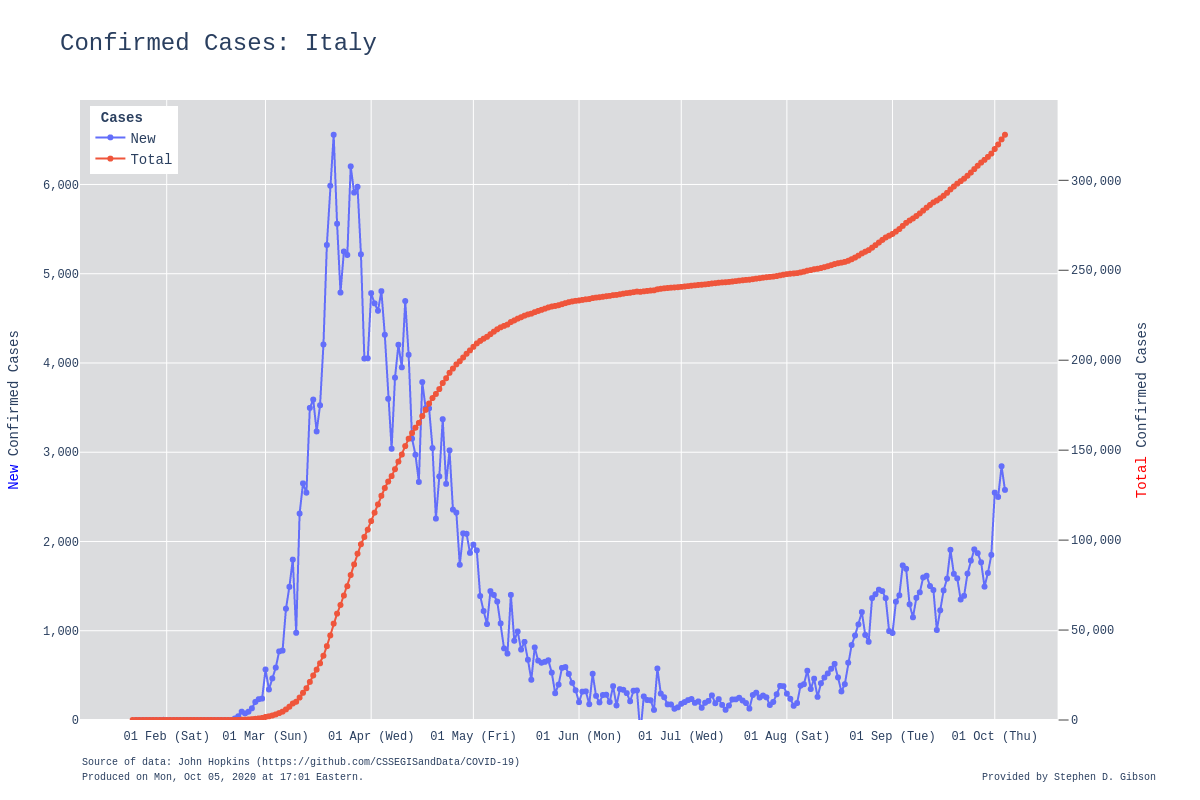 Confirmed Cases: Italy
Cases
New
Total
6,000
5,000
4,000
3,000
2,000
1,000
0
New Confirmed Cases
300,000
250,000
200,000
150,000
100,000
50,000
0
Total Confirmed Cases
01 Feb (Sat) 01 Mar (Sun) 01 Apr (Wed) 01 May (Fri) 01 Jun (Mon) 01 Jul (Wed) 01 Aug (Sat) 01 Sep (Tue) 01 Oct (Thu)
Source of data: John Hopkins (https://github.com/CSSEGISandData/COVID-19)
Produced on Mon, Oct 05, 2020 at 17:01 Eastern.
Provided by Stephen D. Gibson